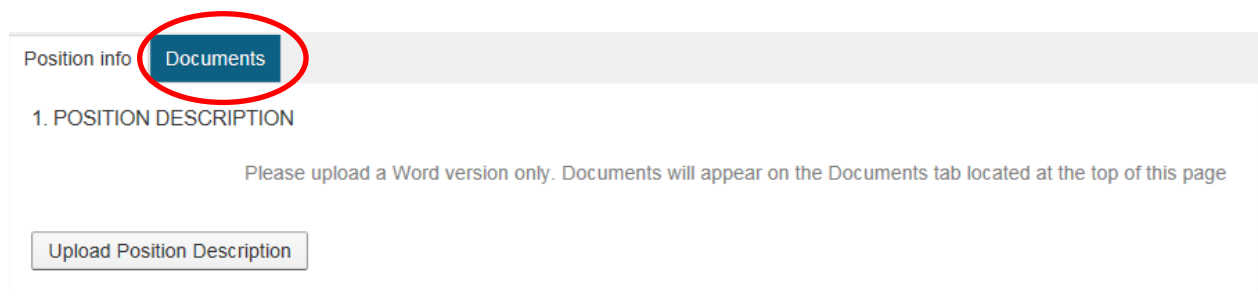 Position info Documents
1. POSITION DESCRIPTION
Please upload a Word version only. Documents will appear on the Documents tab located at the top of this page
Upload Position Description